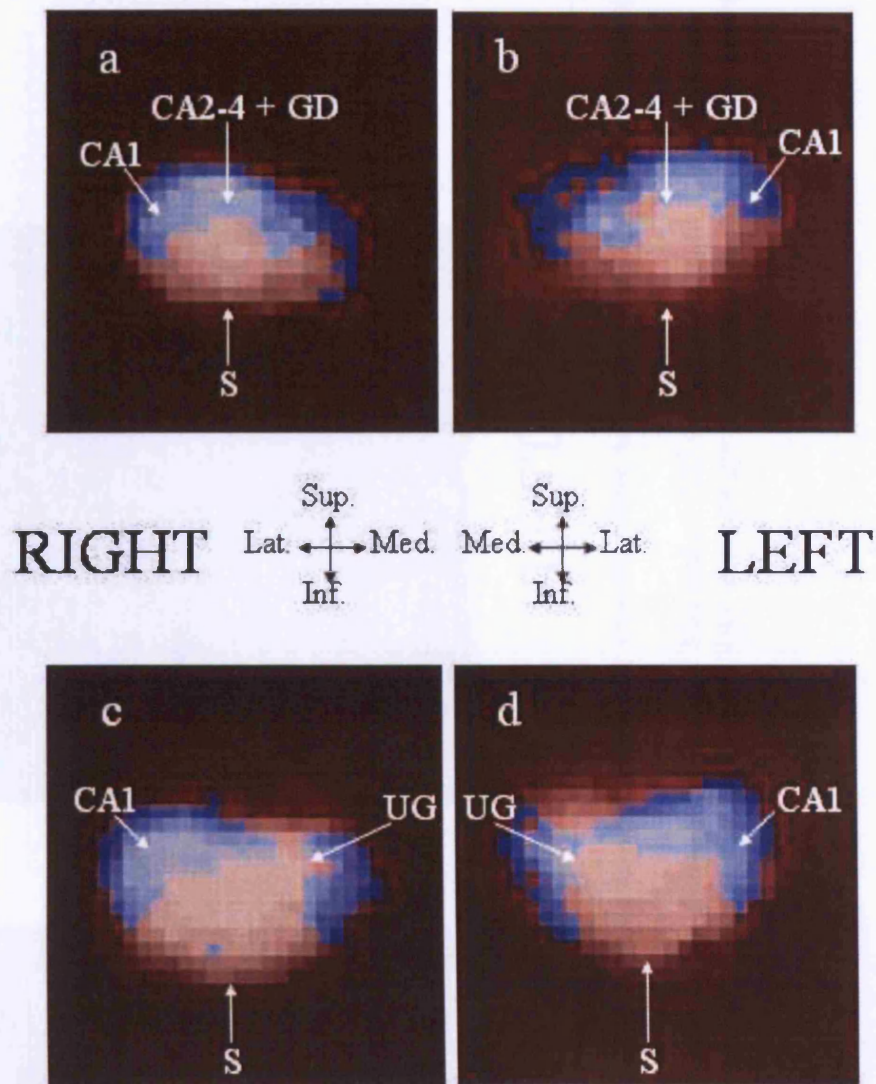 a
CA2-4 + GD
CA1
S
b
CA2-4 + GD
CA1
S
RIGHT
Sup.
Lat.
Med.
Inf.
Sup.
Med.
Lat.
Inf.
LEFT
c
CA1
UG
S
d
UG
CA1
S